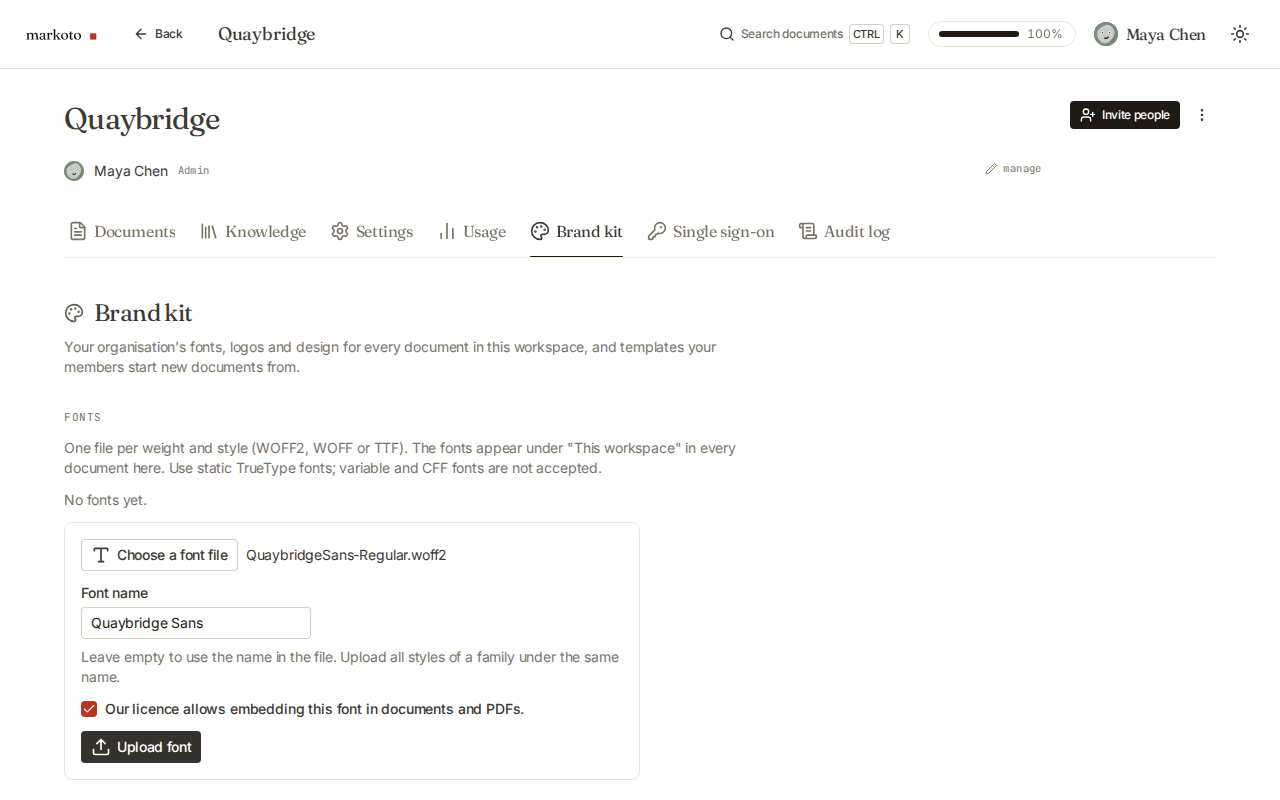 markoto
Back
Quaybridge
Search documents CTRL K
100%
Maya Chen
Quaybridge
Invite people
Maya Chen Admin
manage
Documents
Knowledge
Settings
Usage
Brand kit
Single sign-on
Audit log
Brand kit
Your organisation's fonts, logos and design for every document in this workspace, and templates your
members start new documents from.
FONTS
One file per weight and style (WOFF2, WOFF or TTF). The fonts appear under "This workspace" in every
document here. Use static TrueType fonts; variable and CFF fonts are not accepted.
No fonts yet.
Choose a font file QuaybridgeSans-Regular.woff2
Font name
Quaybridge Sans
Leave empty to use the name in the file. Upload all styles of a family under the same
name.
Our licence allows embedding this font in documents and PDFs.
Upload font